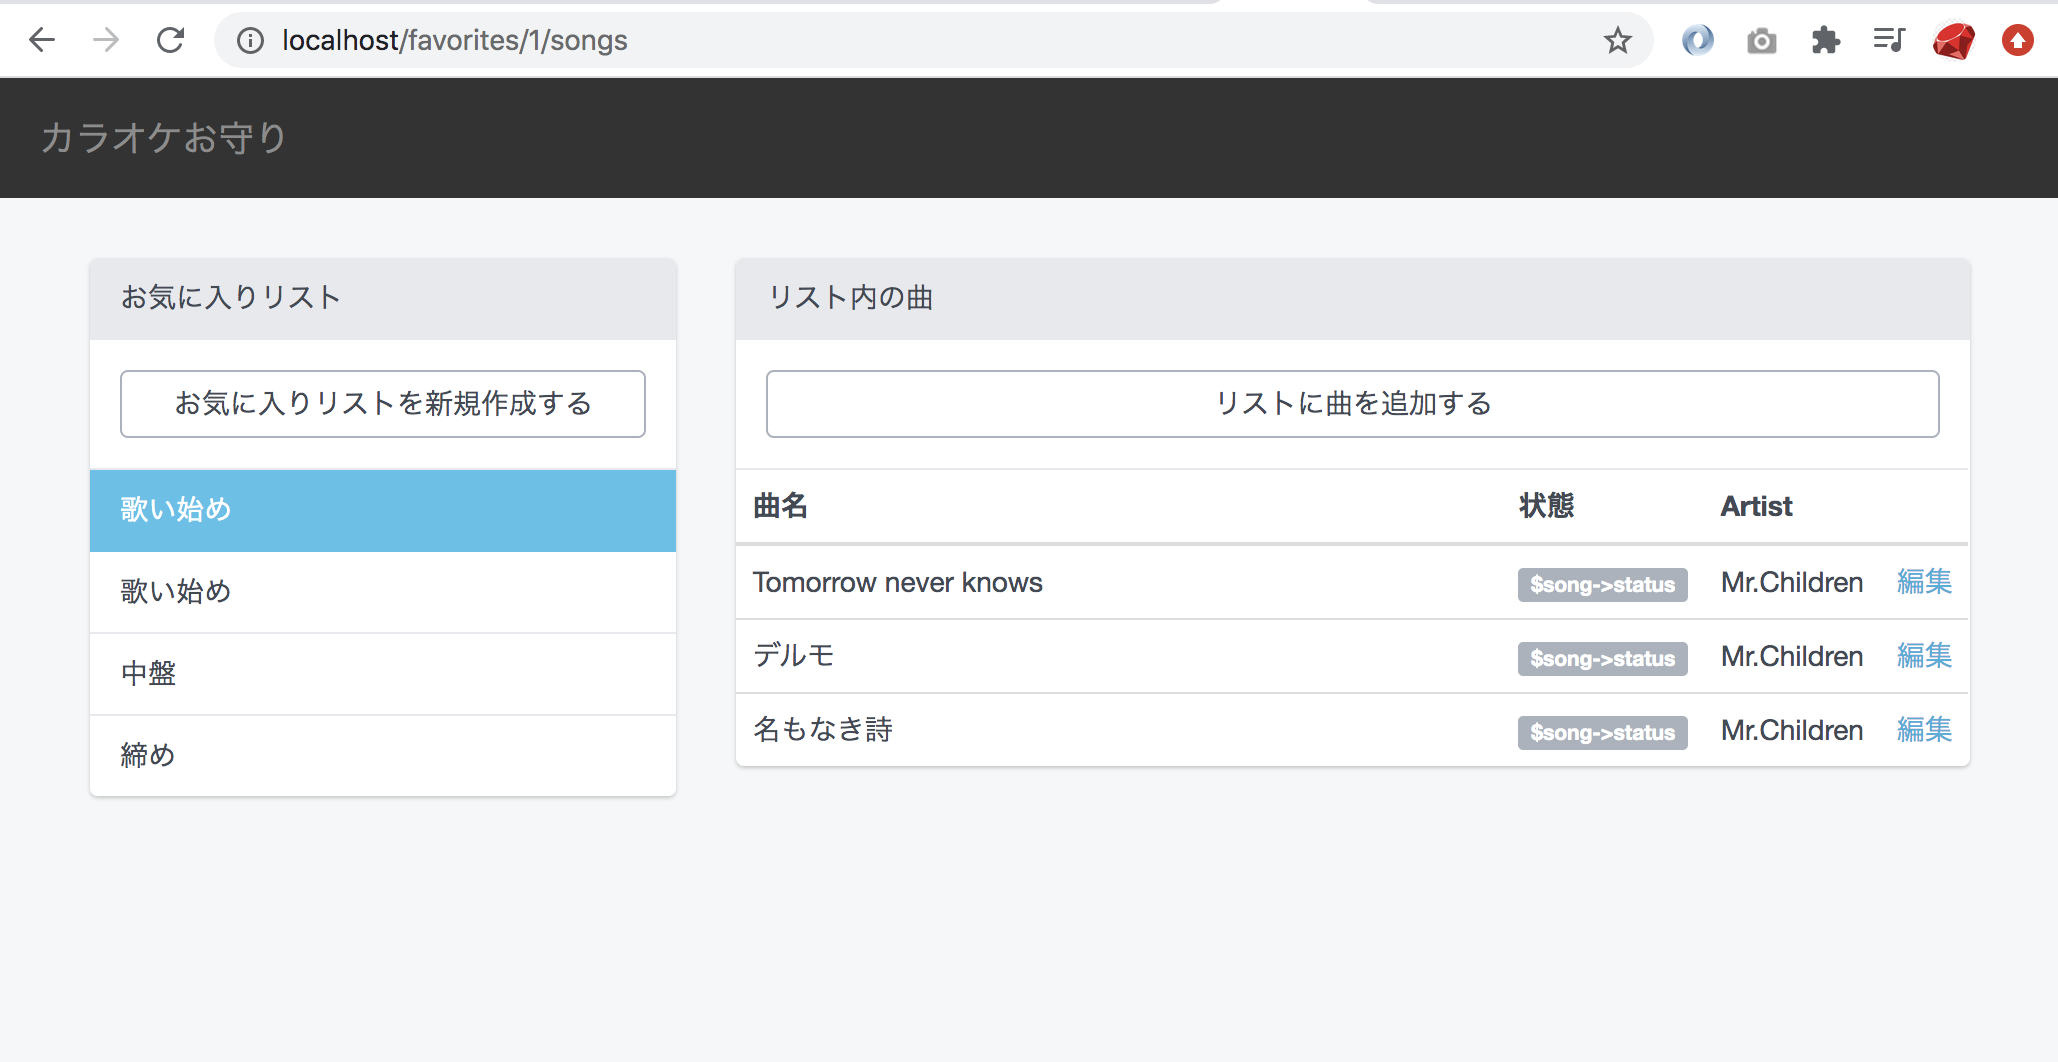 localhost/favorites/1/songs
カラオケお守り
お気に入りリスト
お気に入りリストを新規作成する
歌い始め
歌い始め
中盤
締め
リスト内の曲
リストに曲を追加する
曲名 状態 Artist
Tomorrow never knows $song->status Mr.Children 編集
デルモ $song->status Mr.Children 編集
名もなき詩 $song->status Mr.Children 編集